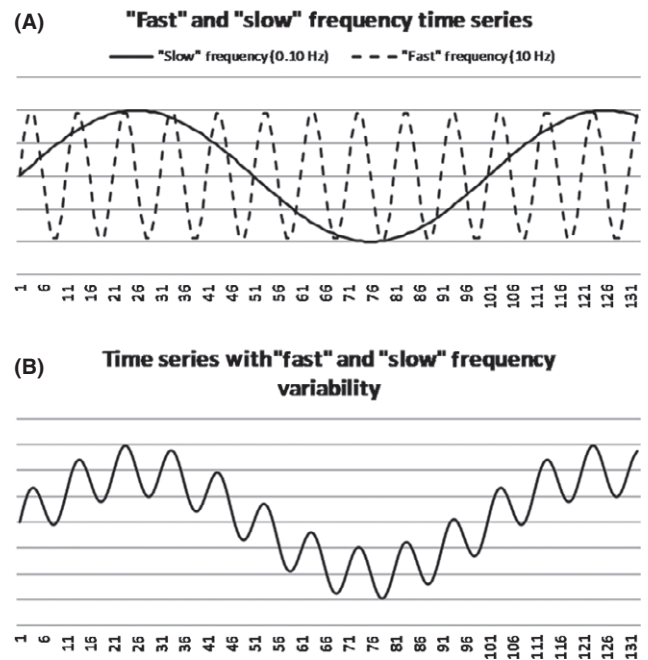 (A)
"Fast" and "slow" frequency time series
"Slow" frequency (0.10 Hz) "Fast" frequency (10 Hz)
1 6 11 16 21 26 31 36 41 46 51 56 61 66 71 76 81 86 91 96 101 106 111 116 121 126 131
(B)
Time series with "fast" and "slow" frequency
variability
1 6 11 16 21 26 31 36 41 46 51 56 61 66 71 76 81 86 91 96 101 106 111 116 121 126 131